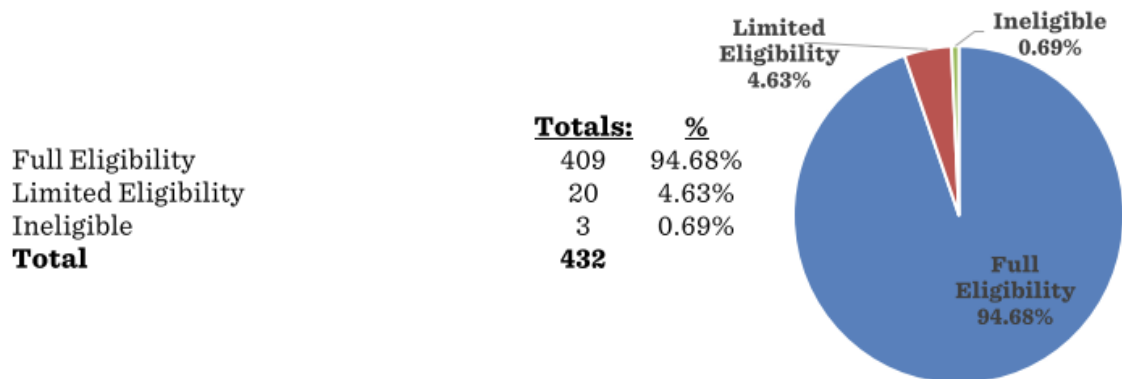 Totals: %
Full Eligibility 409 94.68%
Limited Eligibility 20 4.63%
Ineligible 3 0.69%
Total 432
Limited
Eligibility
4.63%
Ineligible
0.69%
Full
Eligibility
94.68%